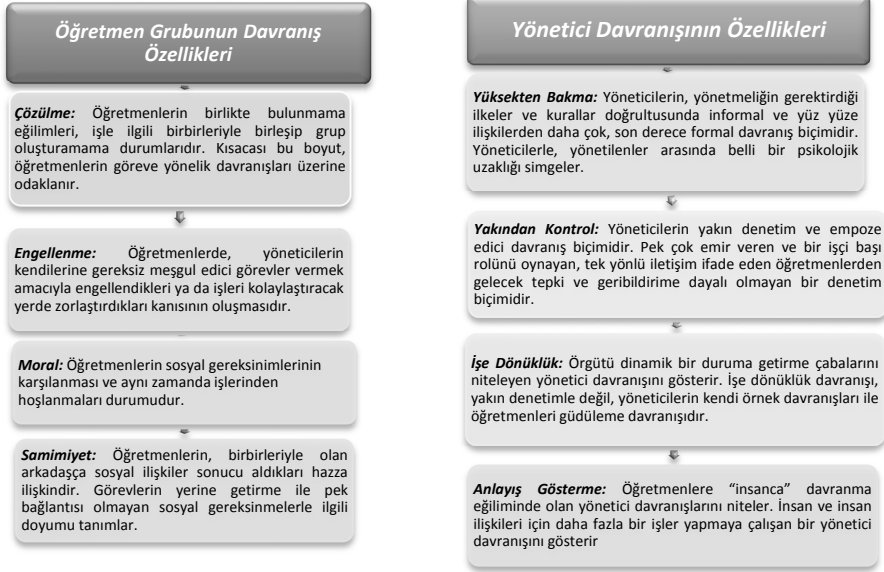 Öğretmen Grubunun Davranış
Özellikleri
Çözülme: Öğretmenlerin birlikte bulunmama
eğilimleri, işle ilgili birbirleriyle birleşip grup
oluşturamama durumlarıdır. Kısacası bu boyut,
öğretmenlerin göreve yönelik davranışları üzerine
odaklanır.
Engellenme: Öğretmenlerde, yöneticilerin
kendilerine gereksiz meşgul edici görevler vermek
amacıyla engellendikleri ya da işleri kolaylaştıracak
yerde zorlaştırdıkları kanısının oluşmasıdır.
Moral: Öğretmenlerin sosyal gereksinimlerinin
karşılanması ve aynı zamanda işlerinden
hoşlanmaları durumudur.
Samimiyet: Öğretmenlerin, birbirleriyle olan
arkadaşça sosyal ilişkiler sonucu aldıkları hazza
ilişkindir. Görevlerin yerine getirme ile pek
bağlantısı olmayan sosyal gereksinmelerle ilgili
doyumu tanımlar.
Yönetici Davranışının Özellikleri
Yüksekten Bakma: Yöneticilerin, yönetmeliğin gerektirdiği
ilkeler ve kurallar doğrultusunda informal ve yüz yüze
ilişkilerden daha çok, son derece formal davranış biçimidir.
Yöneticilerle, yönetilenler arasında belli bir psikolojik
uzaklığı simgeler.
Yakından Kontrol: Yöneticilerin yakın denetim ve empoze
edici davranış biçimidir. Pek çok emir veren ve bir işçi başı
rolünü oynayan, tek yönlü iletişim ifade eden öğretmenlerden
gelecek tepki ve geribildirime dayalı olmayan bir denetim
biçimidir.
İşe Dönüklük: Örgütü dinamik bir duruma getirme çabalarını
niteleyen yönetici davranışını gösterir. İşe dönüklük davranışı,
yakın denetimle değil, yöneticilerin kendi örnek davranışları ile
öğretmenleri güdüleme davranışıdır.
Anlayış Gösterme: Öğretmenlere “insanca” davranma
eğiliminde olan yönetici davranışlarını niteler. İnsan ve insan
ilişkileri için daha fazla bir işler yapmaya çalışan bir yönetici
davranışını gösterir